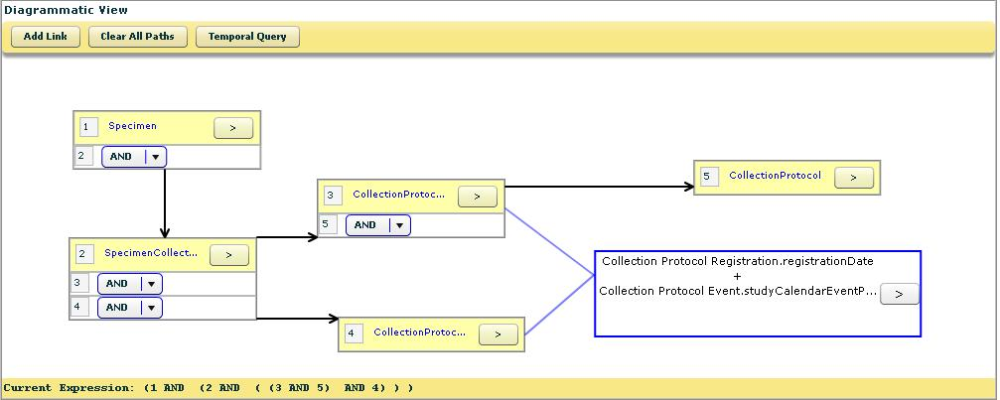 Diagrammatic View
Add Link Clear All Paths Temporal Query
1 Specimen >
2 AND
2 SpecimenCollect... >
3 AND
4 AND
3 CollectionProtoc... >
5 AND
4 CollectionProtoc... >
5 CollectionProtocol >
Collection Protocol Registration.registrationDate
+
Collection Protocol Event.studyCalendarEventP... >
Current Expression: (1 AND (2 AND ( (3 AND 5) AND 4) ) )